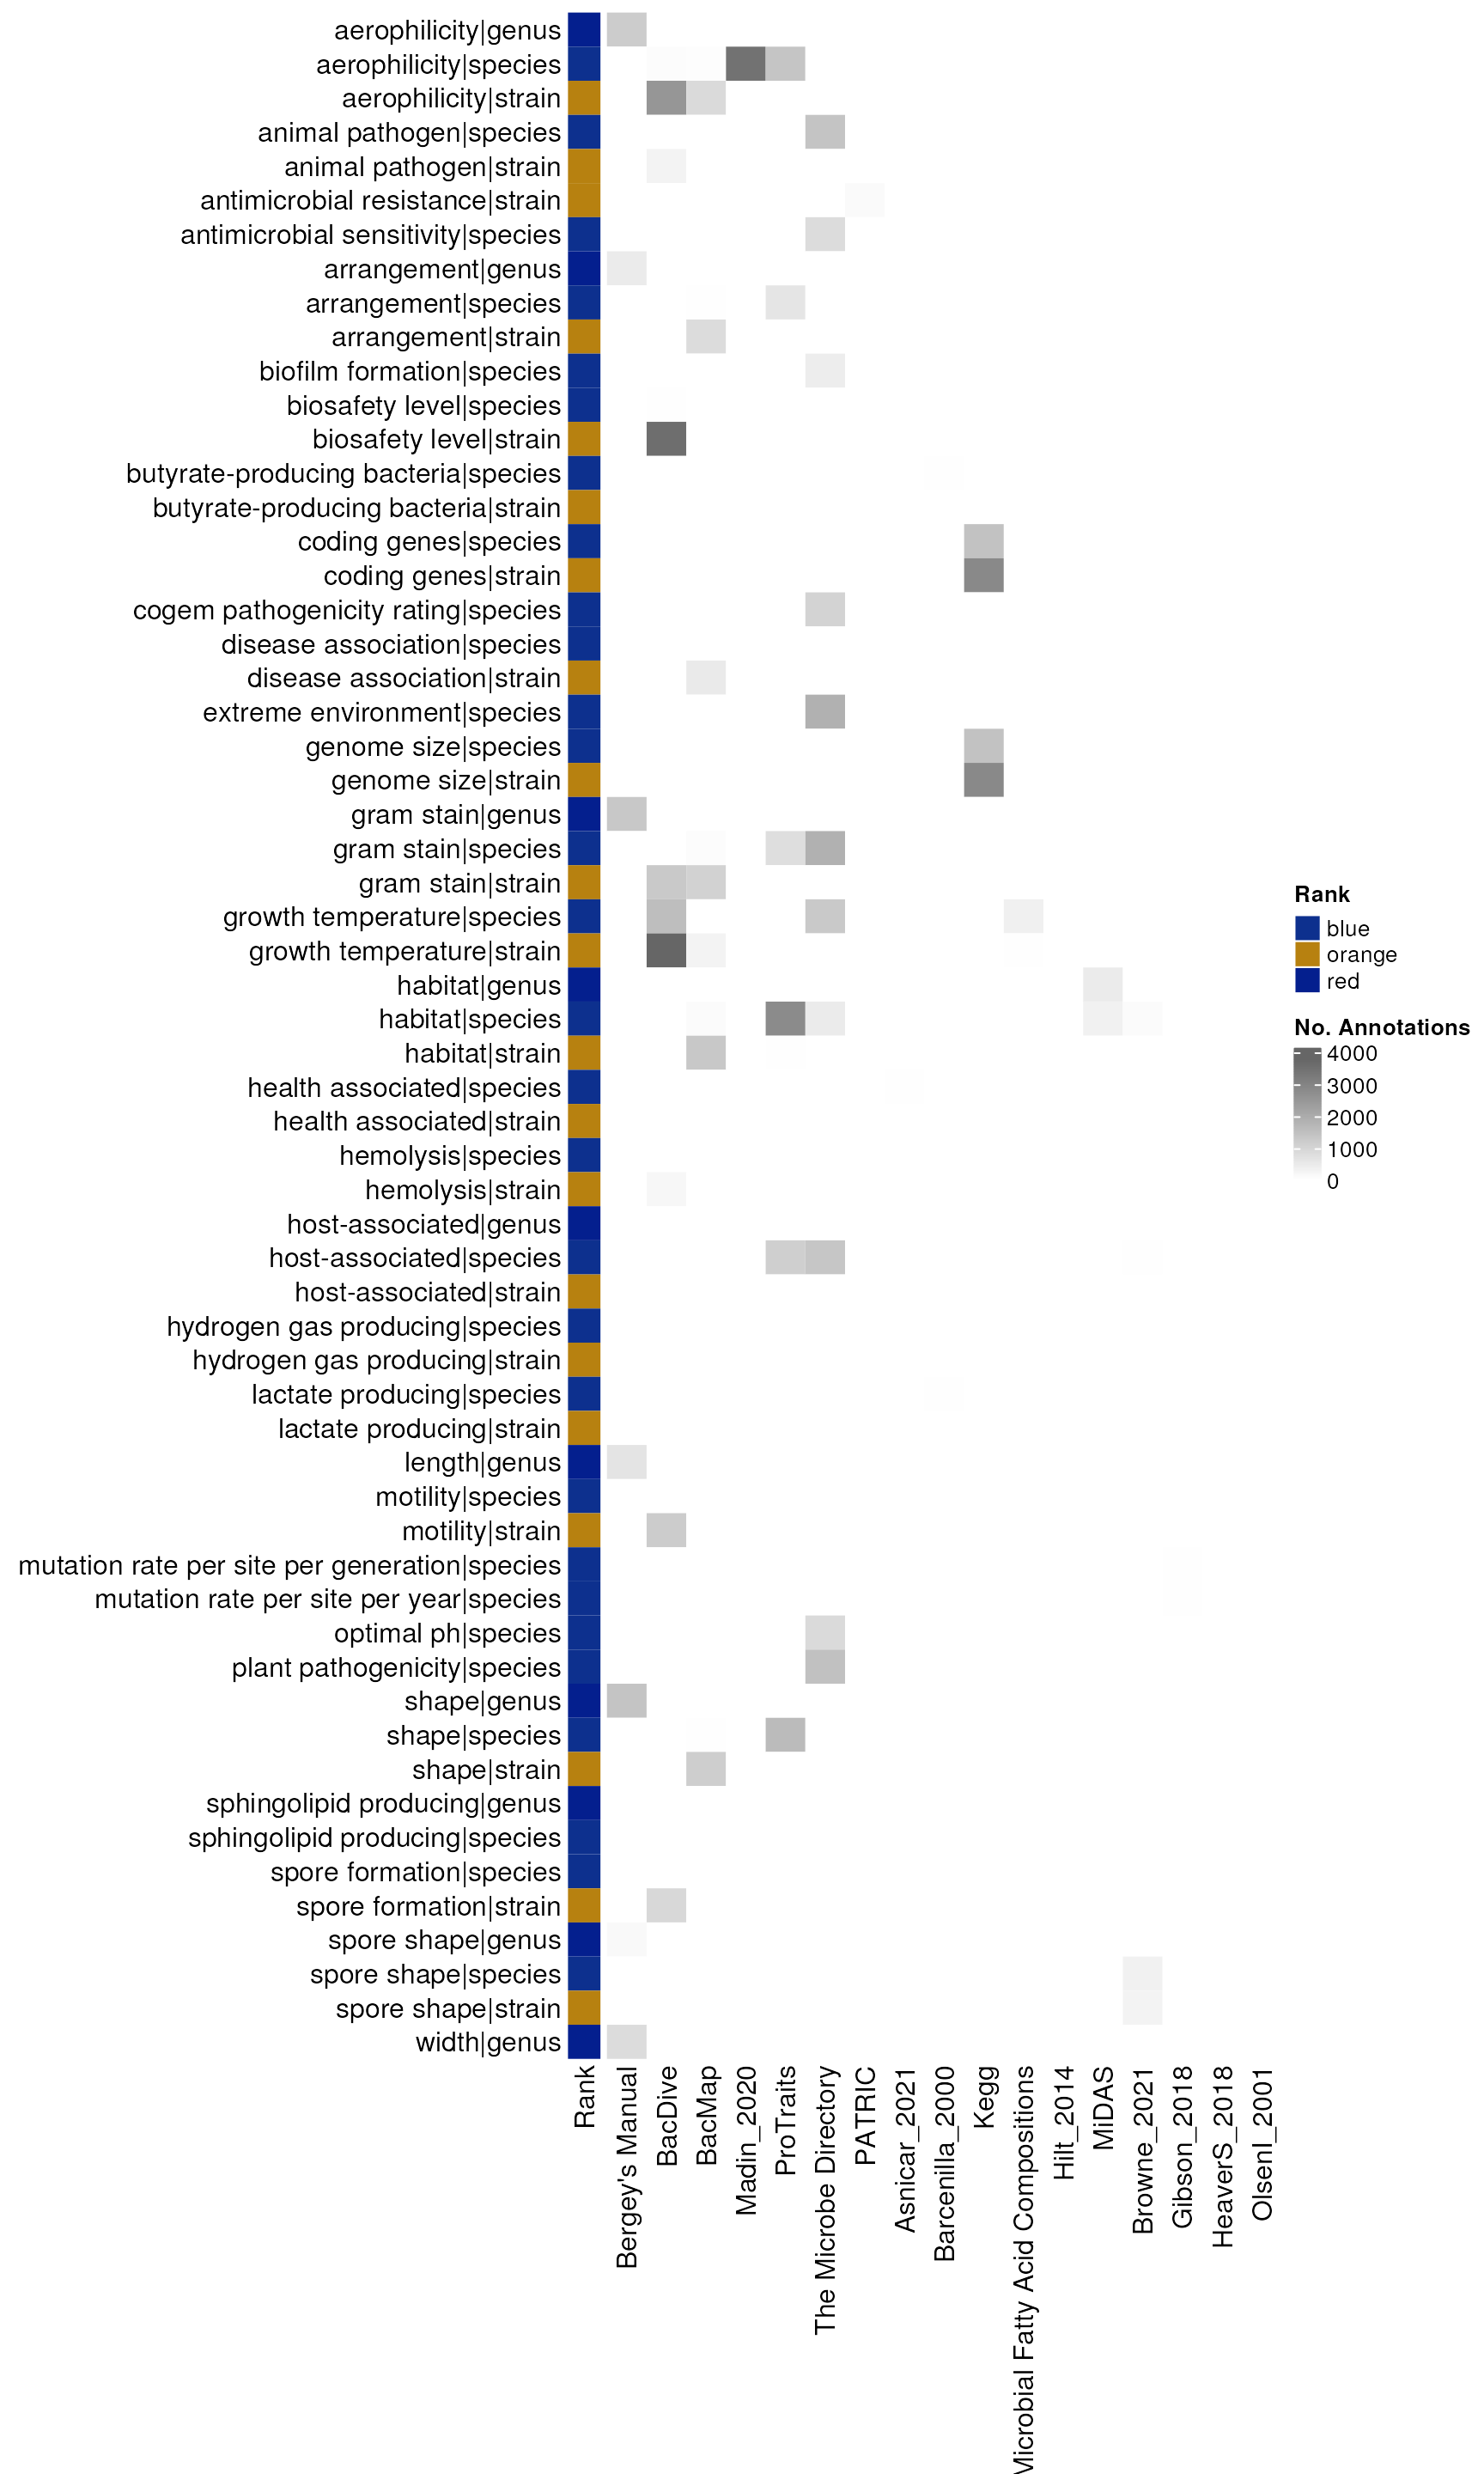 aerophilicity|genus
aerophilicity|species
aerophilicity|strain
animal pathogen|species
animal pathogen|strain
antimicrobial resistance|strain
antimicrobial sensitivity|species
arrangement|genus
arrangement|species
arrangement|strain
biofilm formation|species
biosafety level|species
biosafety level|strain
butyrate-producing bacteria|species
butyrate-producing bacteria|strain
coding genes|species
coding genes|strain
cogem pathogenicity rating|species
disease association|species
disease association|strain
extreme environment|species
genome size|species
genome size|strain
gram stain|genus
gram stain|species
gram stain|strain
growth temperature|species
growth temperature|strain
habitat|genus
habitat|species
habitat|strain
health associated|species
health associated|strain
hemolysis|species
hemolysis|strain
host-associated|genus
host-associated|species
host-associated|strain
hydrogen gas producing|species
hydrogen gas producing|strain
lactate producing|species
lactate producing|strain
length|genus
motility|species
motility|strain
mutation rate per site per generation|species
mutation rate per site per year|species
optimal ph|species
plant pathogenicity|species
shape|genus
shape|species
shape|strain
sphingolipid producing|genus
sphingolipid producing|species
spore formation|species
spore formation|strain
spore shape|genus
spore shape|species
spore shape|strain
width|genus
Rank
Bergey's Manual
BacDive
BacMap
Madin_2020
ProTraits
The Microbe Directory
PATRIC
Asnicar_2021
Barcenilla_2000
Kegg
Microbial Fatty Acid Compositions
Hilt_2014
MiDAS
Browne_2021
Gibson_2018
HeaverS_2018
OlsenI_2001
Rank
blue
orange
red
No. Annotations
4000
3000
2000
1000
0